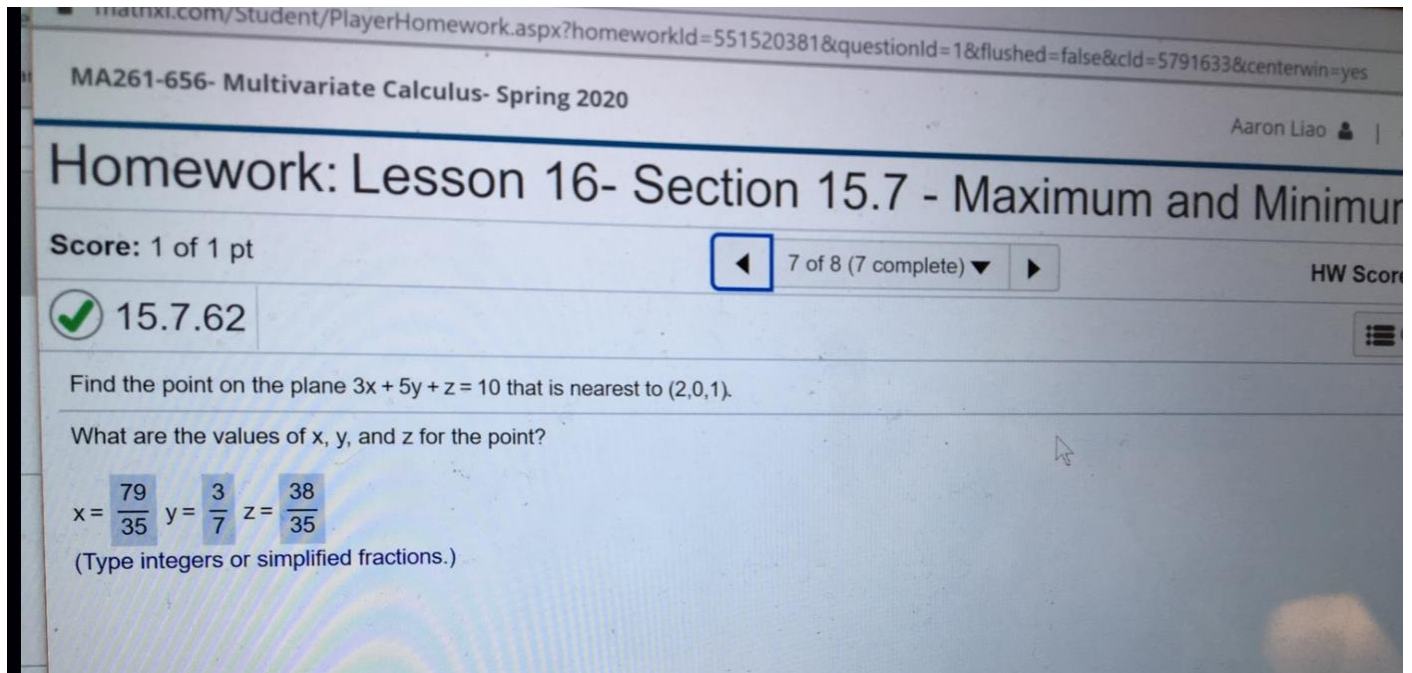 mathxl.com/Student/PlayerHomework.aspx?homeworkId=551520381&questionId=1&flushed=false&cId=5791633&centerwin=yes
MA261-656- Multivariate Calculus- Spring 2020
Aaron Liao |
Homework: Lesson 16- Section 15.7 - Maximum and Minimur
Score: 1 of 1 pt
7 of 8 (7 complete)
HW Score
15.7.62
Find the point on the plane 3x + 5y + z = 10 that is nearest to (2,0,1).
What are the values of x, y, and z for the point?
x = 79/35 y = 3/7 z = 38/35
(Type integers or simplified fractions.)